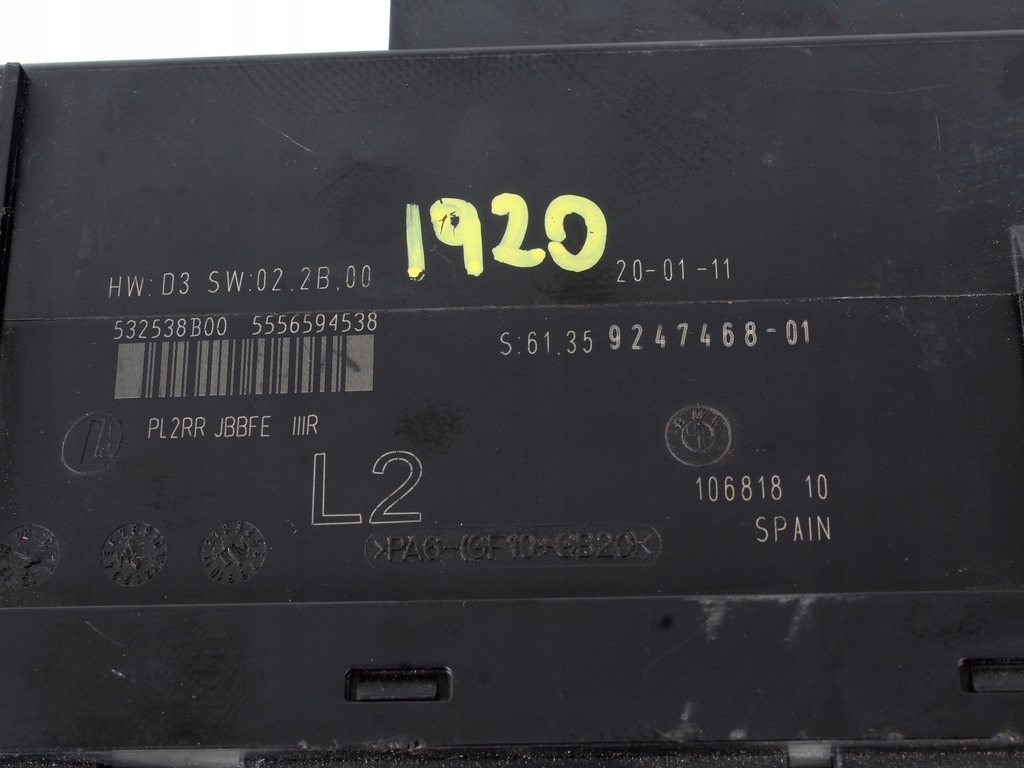 1920
HW: D3 SW:02.2B.00 20-01-11
532538B00 5556594538
S:61.35 9247468-01
PL2RR JBBFE IIIR
BMW
L2
106818 10
SPAIN
>PA6-(GF10+GB20)<